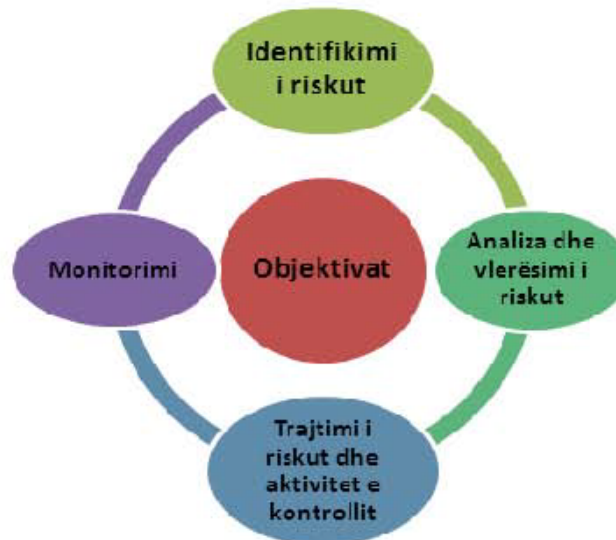 Identifikimi
i riskut
Monitorimi
Objektivat
Analiza dhe
vlerësimi i
riskut
Trajtimi i
riskut dhe
aktivitet e
kontrollit